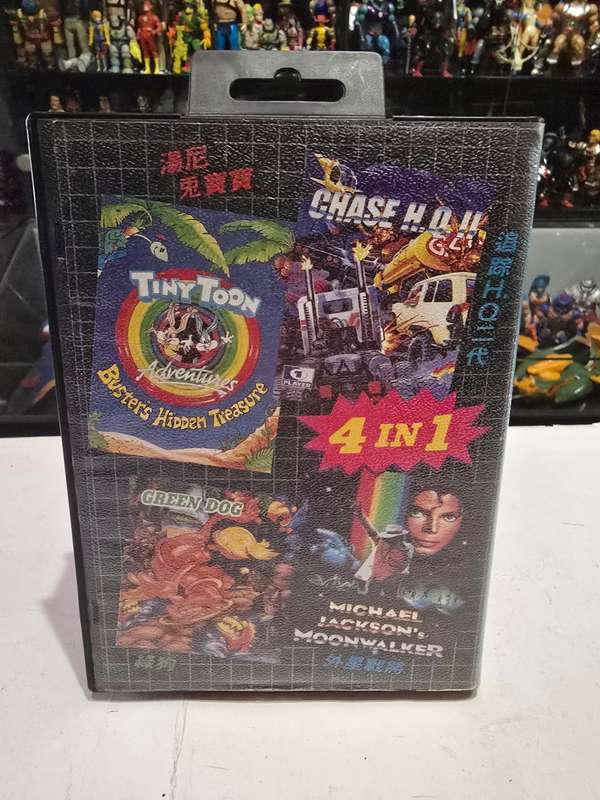 湯尼
兎寶寶
CHASE H.Q. II
追踪H.Q二代
TINY TOON
Adventures
BUSTER'S HIDDEN TREASURE
PLAYER
4 IN 1
GREEN DOG
綠狗
MICHAEL
JACKSON's
MOONWALKER
外星戰將